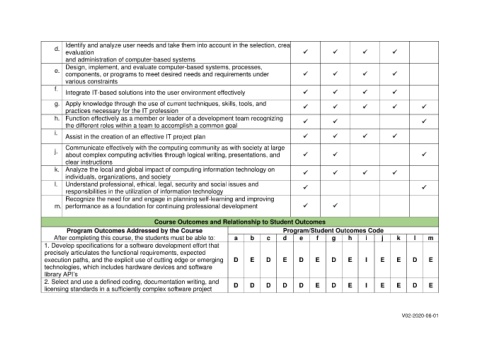 d. Identify and analyze user needs and take them into account in the selection, crea
evaluation
and administration of computer-based systems ✓ ✓ ✓ ✓
e. Design, implement, and evaluate computer-based systems, processes,
components, or programs to meet desired needs and requirements under
various constraints ✓ ✓ ✓ ✓
f. Integrate IT-based solutions into the user environment effectively ✓ ✓ ✓ ✓
g. Apply knowledge through the use of current techniques, skills, tools, and
practices necessary for the IT profession ✓ ✓ ✓ ✓ ✓
h. Function effectively as a member or leader of a development team recognizing
the different roles within a team to accomplish a common goal ✓ ✓ ✓
i. Assist in the creation of an effective IT project plan ✓ ✓ ✓ ✓
j. Communicate effectively with the computing community as with society at large
about complex computing activities through logical writing, presentations, and
clear instructions ✓ ✓ ✓
k. Analyze the local and global impact of computing information technology on
individuals, organizations, and society ✓ ✓ ✓ ✓
l. Understand professional, ethical, legal, security and social issues and
responsibilities in the utilization of information technology ✓ ✓
m. Recognize the need for and engage in planning self-learning and improving
performance as a foundation for continuing professional development ✓ ✓
Course Outcomes and Relationship to Student Outcomes
Program Outcomes Addressed by the Course Program/Student Outcomes Code
After completing this course, the students must be able to: a b c d e f g h i j k l m
1. Develop specifications for a software development effort that
precisely articulates the functional requirements, expected
execution paths, and the explicit use of cutting edge or emerging
technologies, which includes hardware devices and software
library API's D E D E D E D E I E E D E
2. Select and use a defined coding, documentation writing, and
licensing standards in a sufficiently complex software project D D D D D E D E I E E D E
V02-2020-06-01